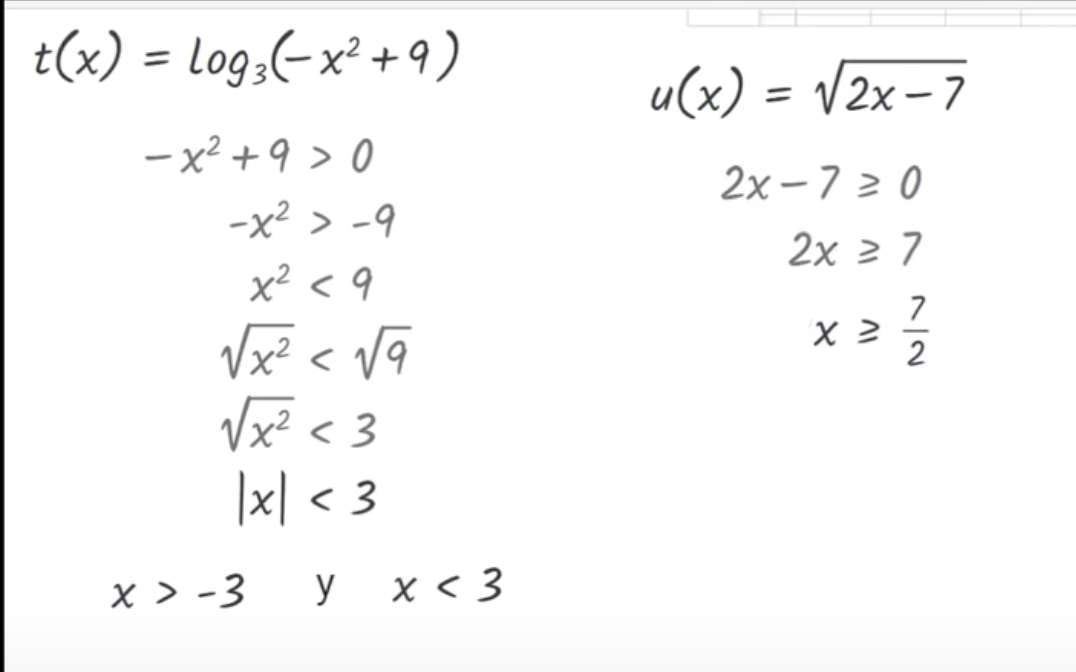 t(x) = log₃(-x² + 9)
-x² + 9 > 0
-x² > -9
x² < 9
√x² < √9
√x² < 3
|x| < 3
x > -3 y x < 3
u(x) = √2x - 7
2x - 7 ≥ 0
2x ≥ 7
x ≥ 7/2